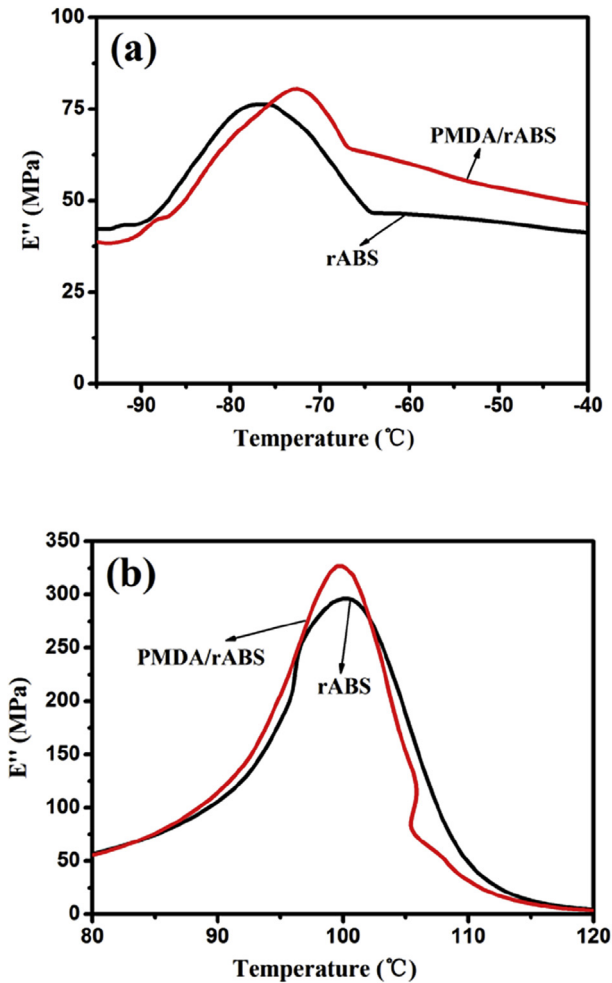 (a)
100
75
50
25
0
E'' (MPa)
PMDA/rABS
rABS
-90 -80 -70 -60 -50 -40
Temperature (℃)
(b)
350
300
250
200
150
100
50
0
E'' (MPa)
PMDA/rABS
rABS
80 90 100 110 120
Temperature (℃)